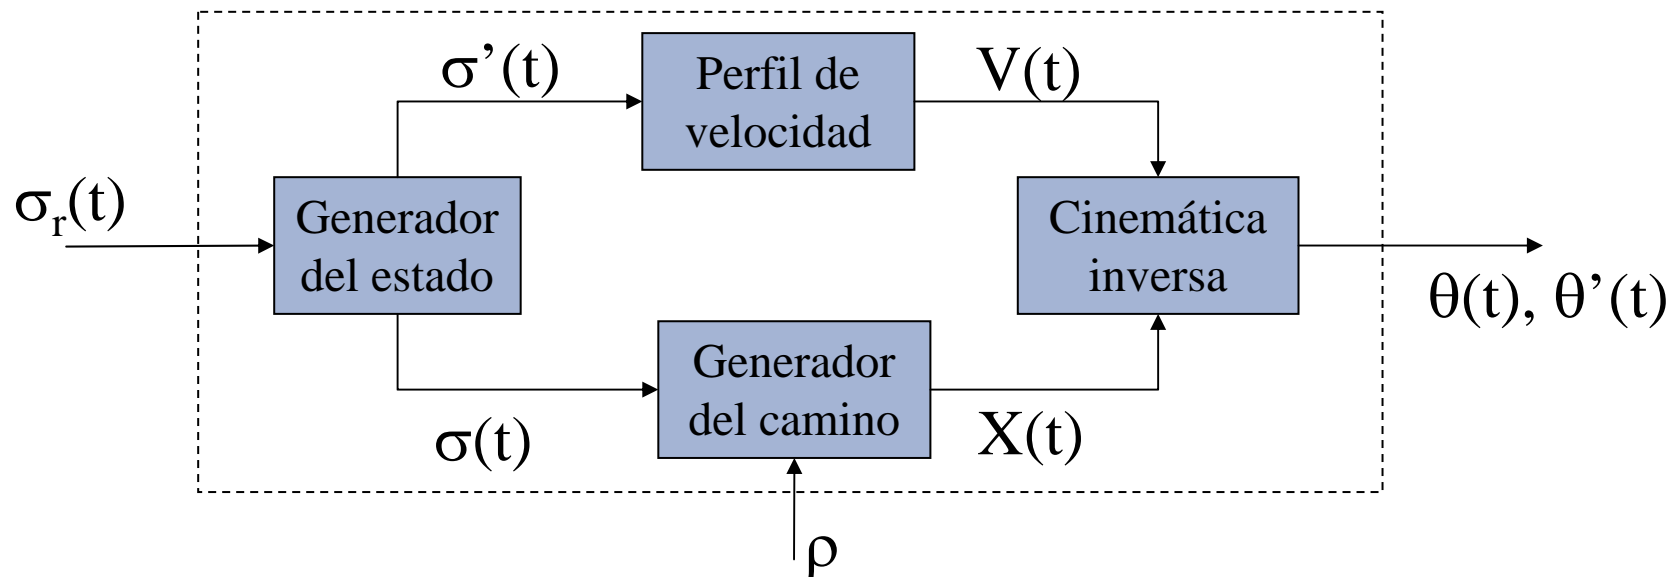 σ’(t)
Perfil de
velocidad
V(t)
σr(t)
Generador
del estado
Cinemática
inversa
θ(t), θ’(t)
Generador
del camino
σ(t)
X(t)
ρ